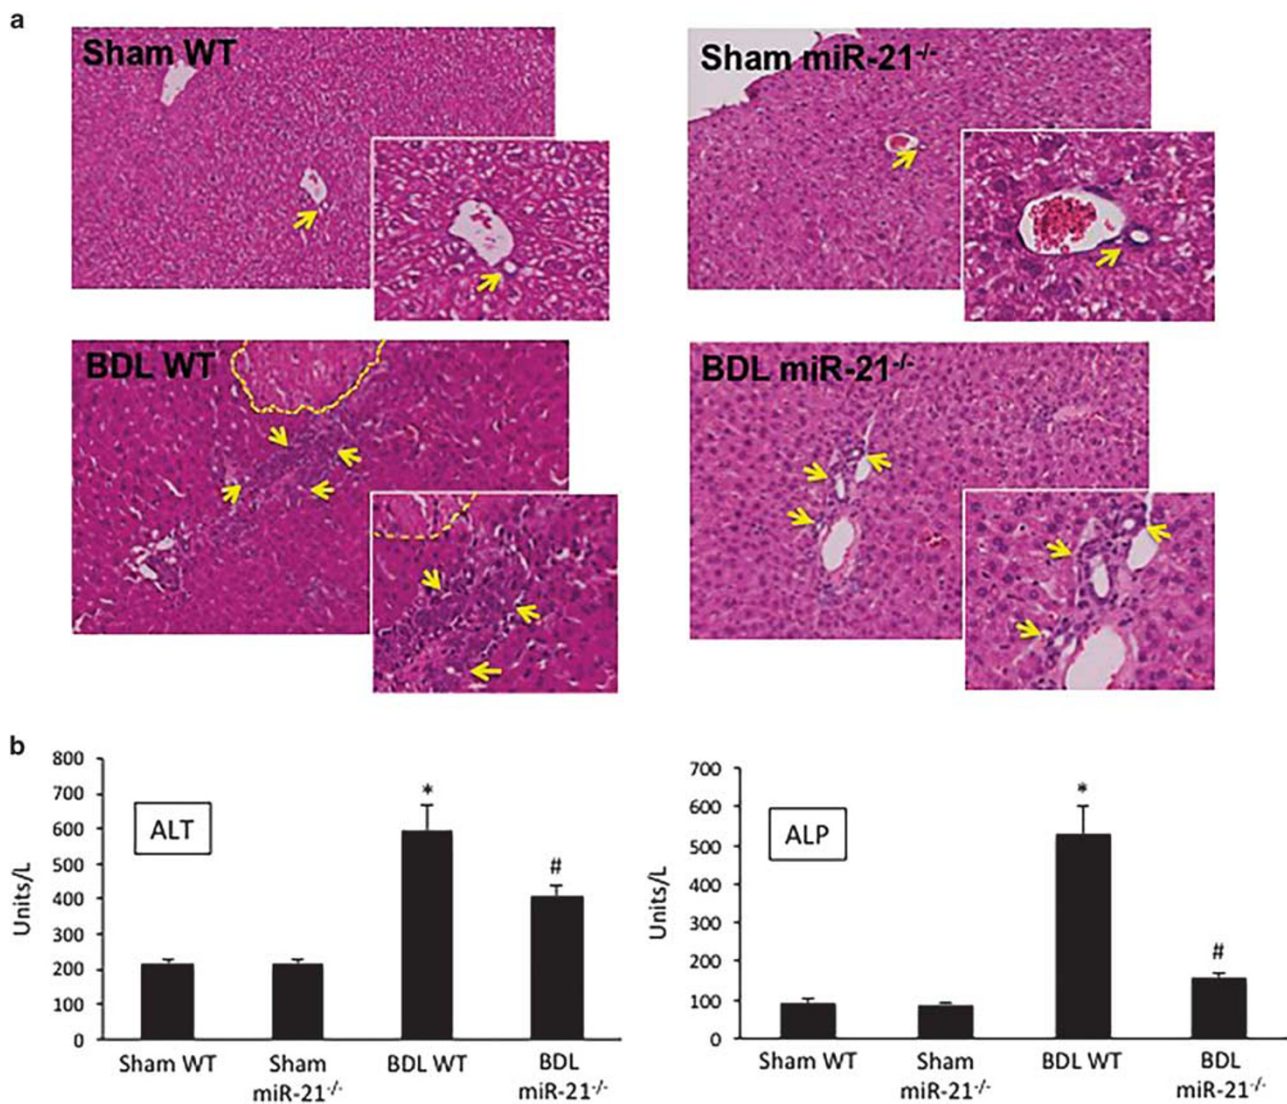 a
Sham WT
Sham miR-21-/-
BDL WT
BDL miR-21-/-
b
800
700
600
500
400
300
200
100
0
Units/L
ALT
*
#
Sham WT
Sham
miR-21-/-
BDL WT
BDL
miR-21-/-
700
600
500
400
300
200
100
0
Units/L
ALP
*
#
Sham WT
Sham
miR-21-/-
BDL WT
BDL
miR-21-/-